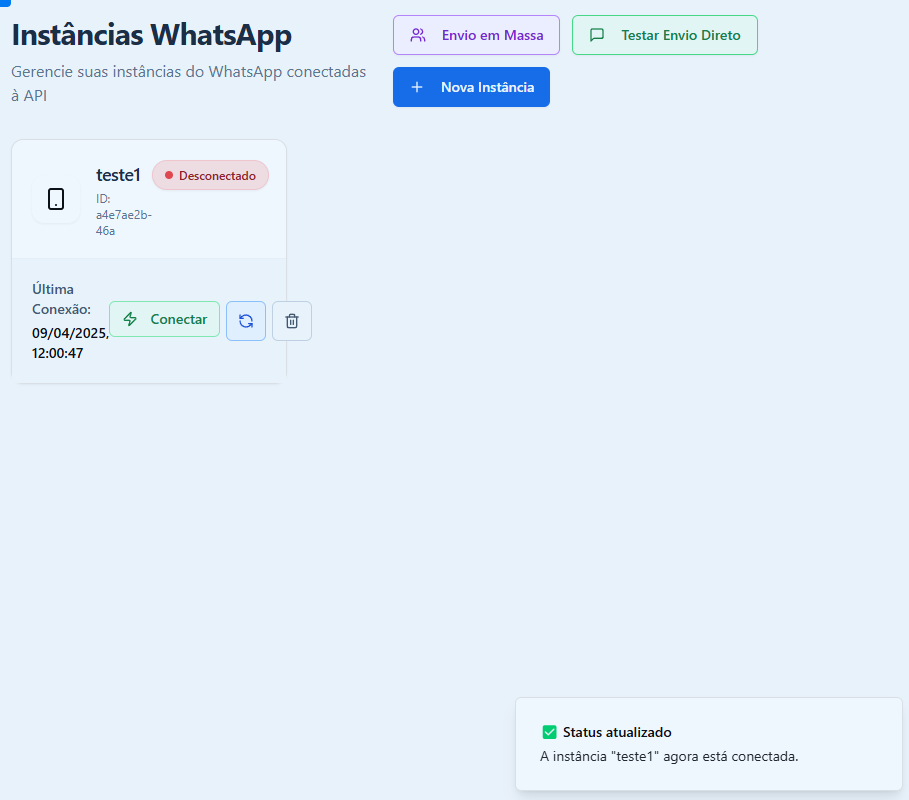 Instâncias WhatsApp
Gerencie suas instâncias do WhatsApp conectadas
à API
Envio em Massa
Testar Envio Direto
Nova Instância
teste1
Desconectado
ID:
a4e7ae2b-
46a
Última
Conexão:
09/04/2025,
12:00:47
Conectar
Status atualizado
A instância "teste1" agora está conectada.